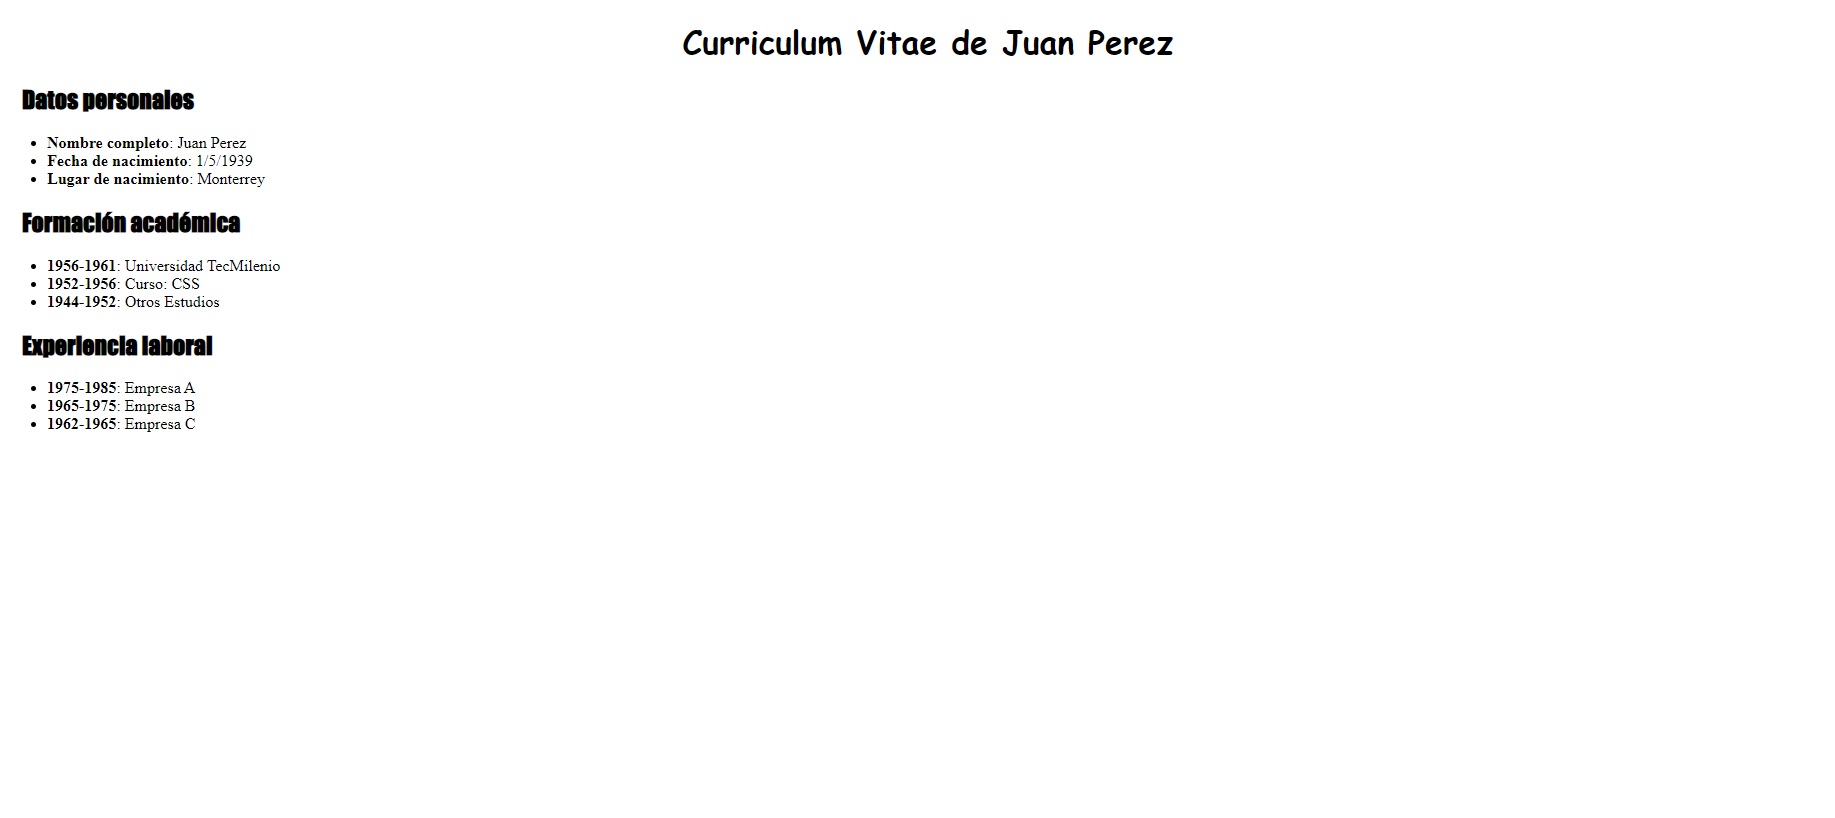 Curriculum Vitae de Juan Perez
Datos personales
Nombre completo: Juan Perez
Fecha de nacimiento: 1/5/1939
Lugar de nacimiento: Monterrey
Formación académica
1956-1961: Universidad TecMilenio
1952-1956: Curso: CSS
1944-1952: Otros Estudios
Experiencia laboral
1975-1985: Empresa A
1965-1975: Empresa B
1962-1965: Empresa C